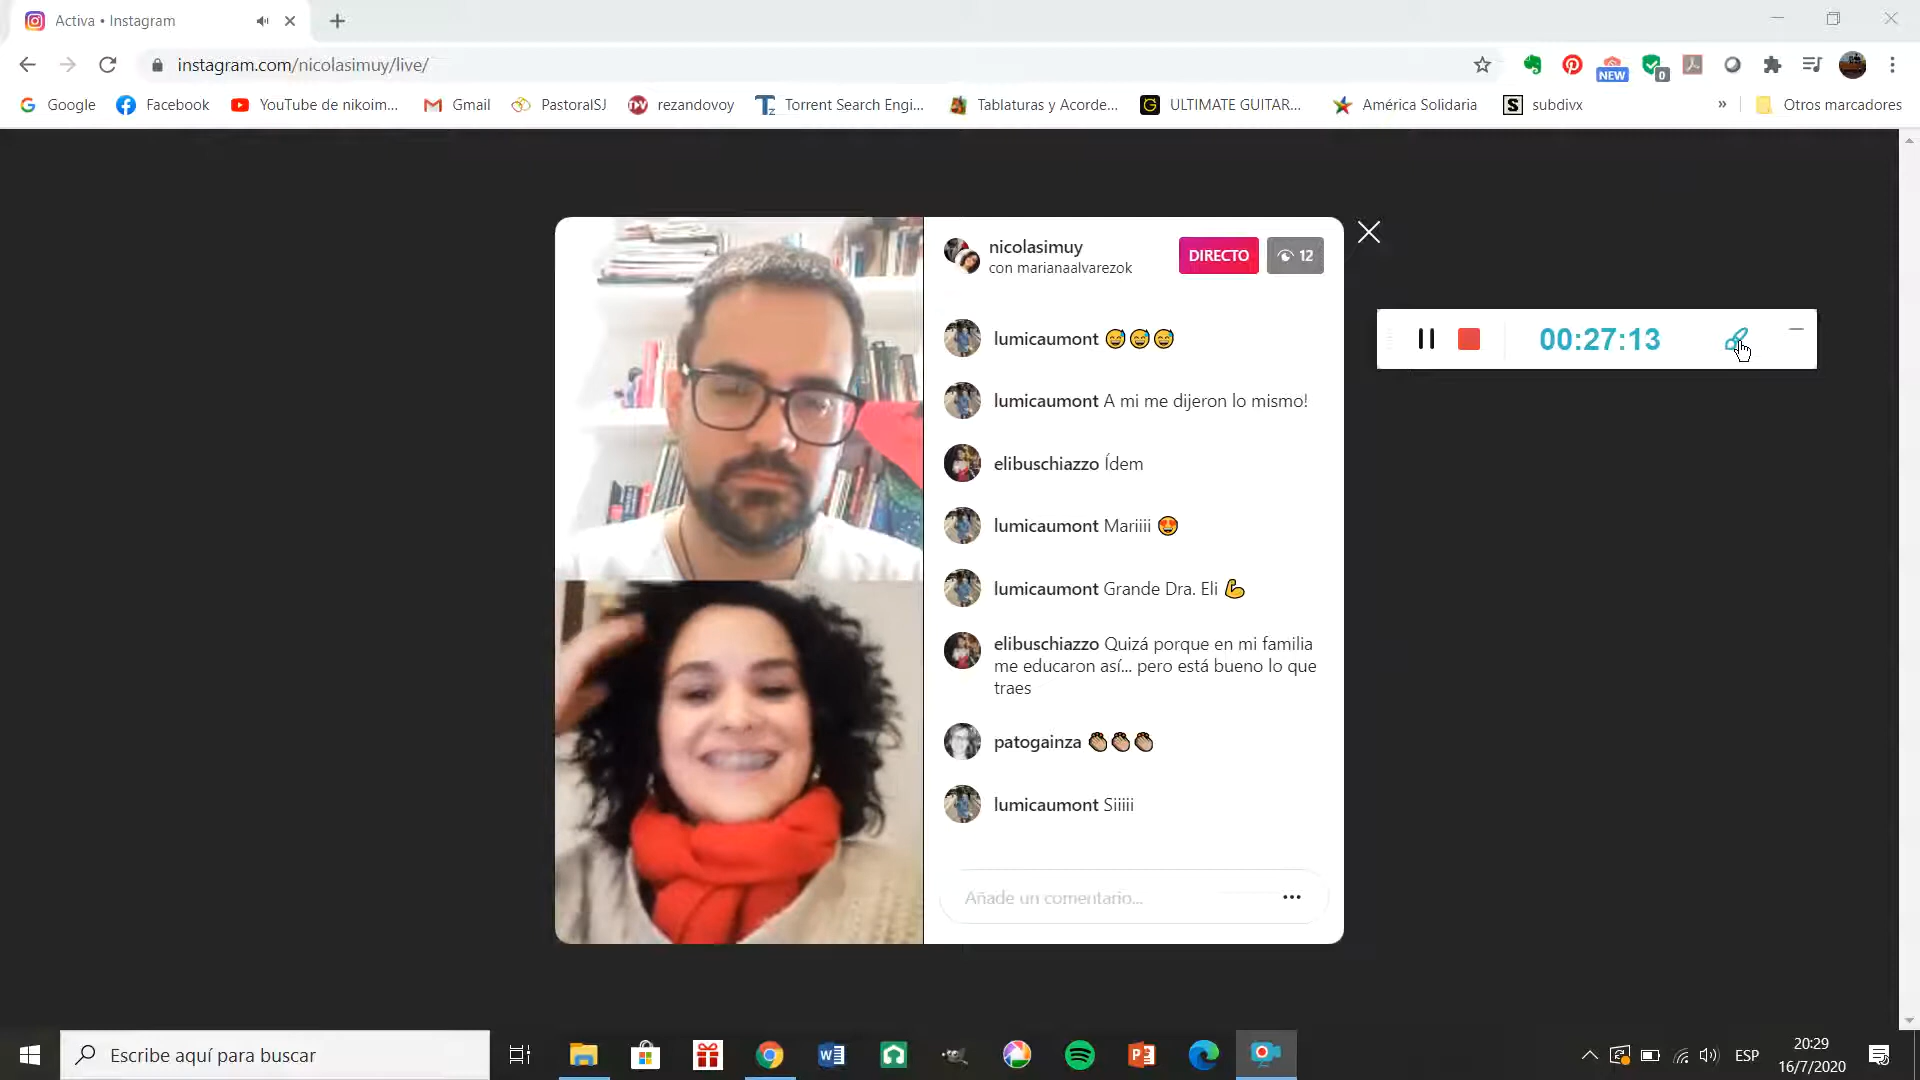 Activa • Instagram
instagram.com/nicolasimuy/live/
NEW
0
Google
Facebook
YouTube de nikoim...
Gmail
PastoralSJ
rezandovoy
Torrent Search Engi...
Tablaturas y Acorde...
ULTIMATE GUITAR...
América Solidaria
subdivx
»
Otros marcadores
nicolasimuy
con marianaalvarezok
DIRECTO
12
lumicaumont 😅😅😅
lumicaumont A mi me dijeron lo mismo!
elibuschiazzo Ídem
lumicaumont Mariiii 😍
lumicaumont Grande Dra. Eli 💪
elibuschiazzo Quizá porque en mi familia
me educaron así... pero está bueno lo que
traes
patogainza 👏🏼👏🏼👏🏼
lumicaumont Siiiii
Añade un comentario...
00:27:13
Escribe aquí para buscar
ESP
20:29
16/7/2020